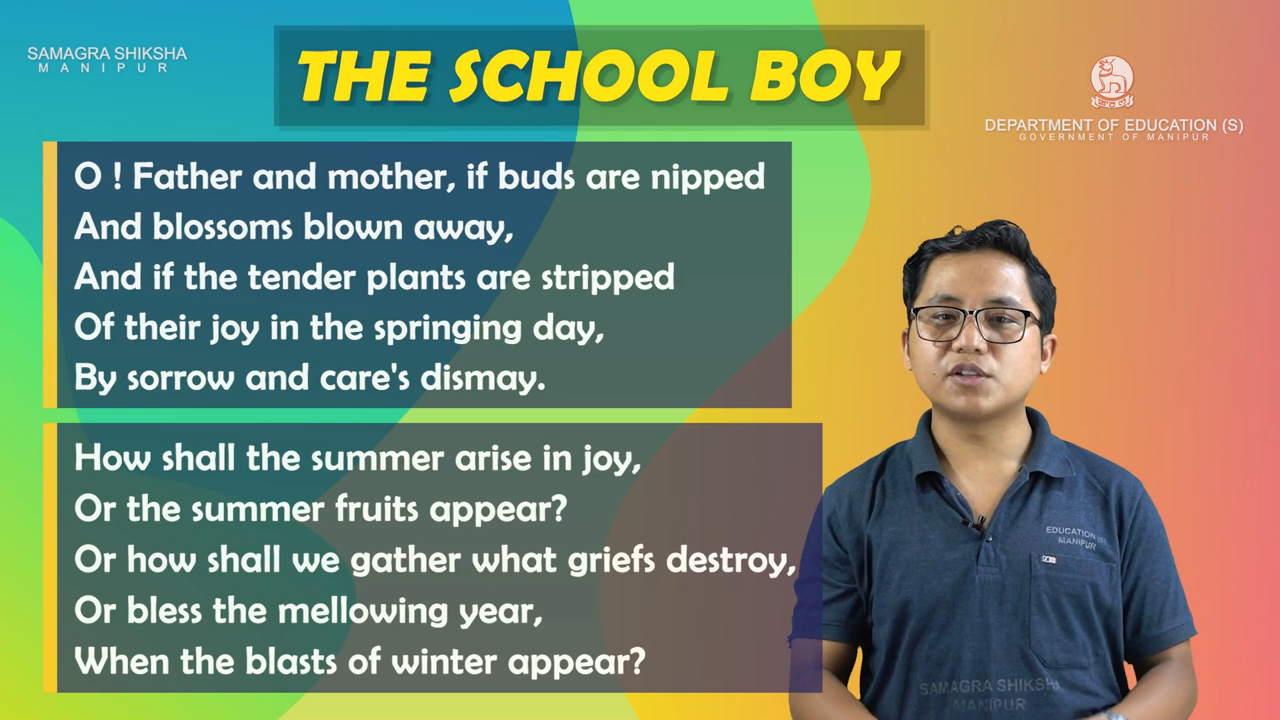 SAMAGRA SHIKSHA
MANIPUR
THE SCHOOL BOY
DEPARTMENT OF EDUCATION (S)
GOVERNMENT OF MANIPUR
O ! Father and mother, if buds are nipped
And blossoms blown away,
And if the tender plants are stripped
Of their joy in the springing day,
By sorrow and care's dismay.
How shall the summer arise in joy,
Or the summer fruits appear?
Or how shall we gather what griefs destroy,
Or bless the mellowing year,
When the blasts of winter appear?
EDUCATION
MANIPUR
SAMAGRA SHIKSHA
MANIPUR